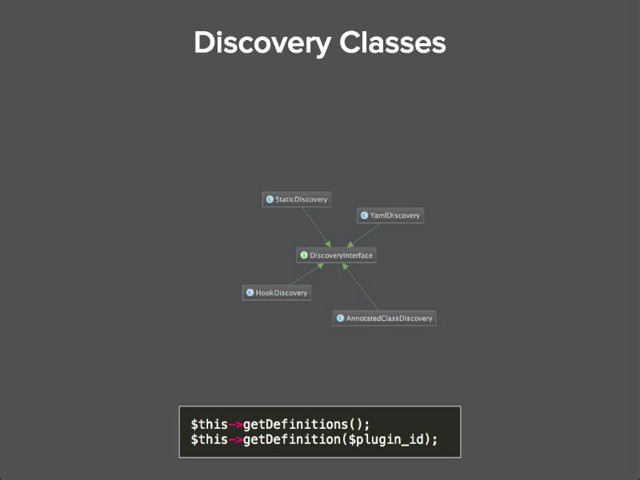 Discovery Classes
C StaticDiscovery
C YamlDiscovery
I DiscoveryInterface
C HookDiscovery
C AnnotatedClassDiscovery
$this->getDefinitions();
$this->getDefinition($plugin_id);